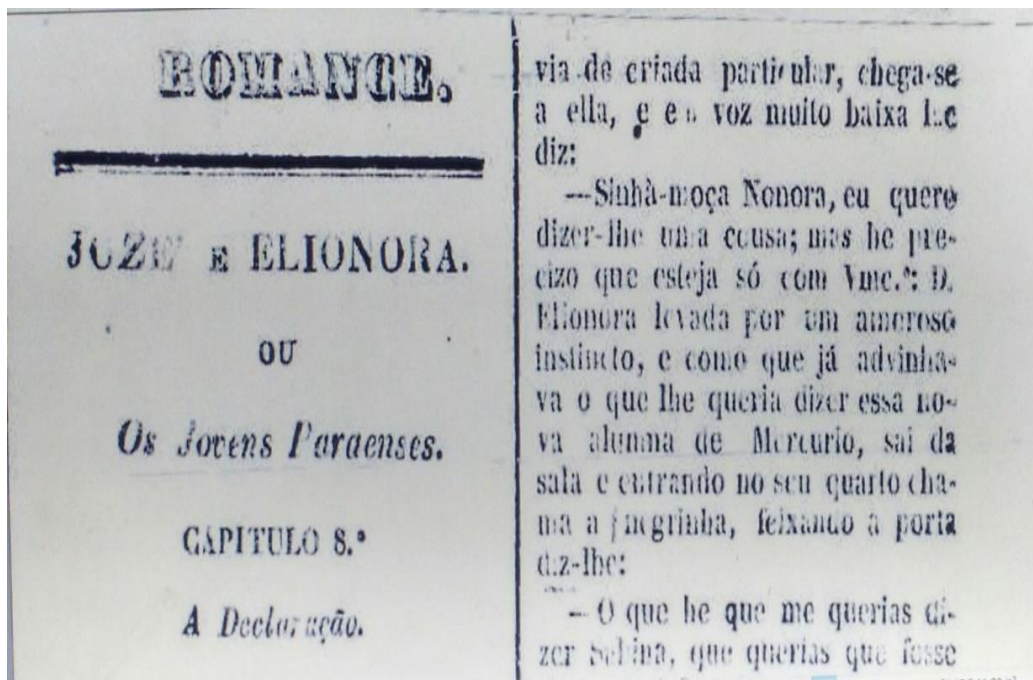 ROMANCE.
JOZE E ELIONORA.
OU
Os Jovens Paraenses.
CAPITULO 8.º
A Declaração.
via de criada particular, chega-se
a ella, e em voz muito baixa lhe
diz:
—Sinhà-moça Nonora, eu quero
dizer-lhe uma cousa; mas he pre-
cizo que esteja só com Vmc.ª: D.
Elionora levada por um amoroso
instincto, e como que já advinha-
va o que lhe queria dizer essa no-
va alumna de Mercurio, sai da
sala e entrando no seu quarto cha-
ma a negrinha, feixando a porta
diz-lhe:
— O que he que me querias di-
zer Sabina, que querias que fosse